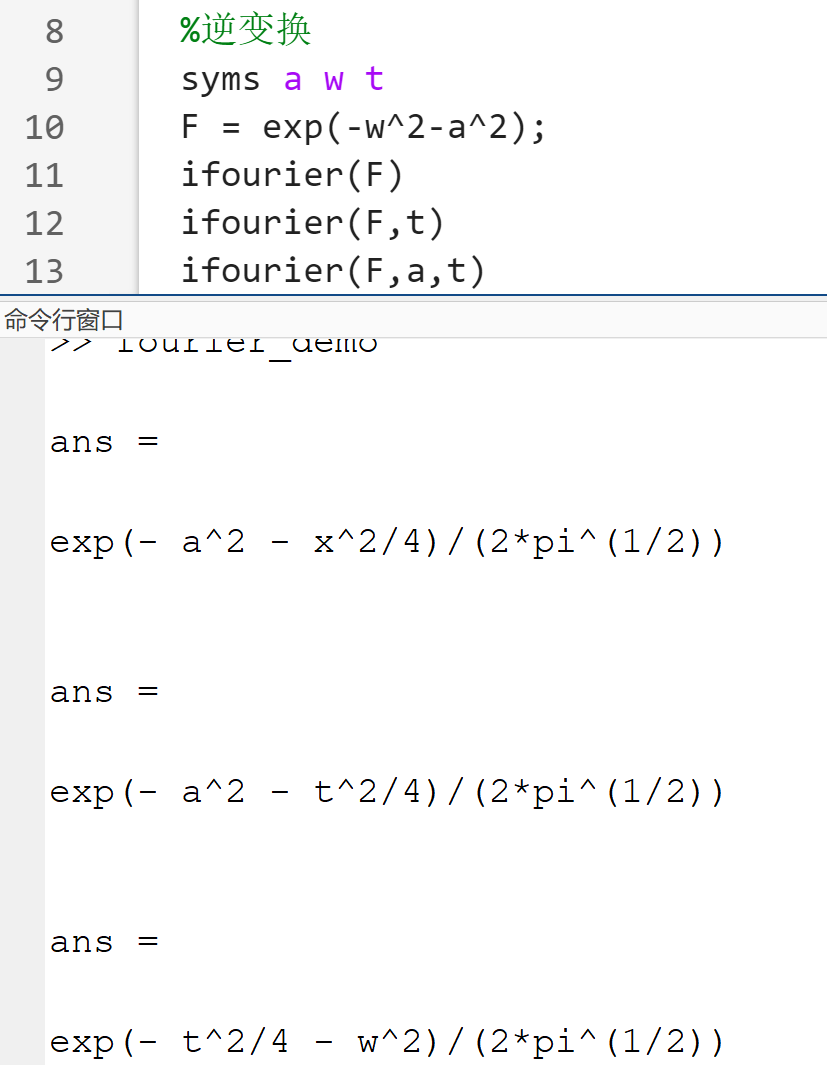 8 %逆变换
9 syms a w t
10 F = exp(-w^2-a^2);
11 ifourier(F)
12 ifourier(F,t)
13 ifourier(F,a,t)
命令行窗口
>> fourier_demo
ans =
exp(- a^2 - x^2/4)/(2*pi^(1/2))
ans =
exp(- a^2 - t^2/4)/(2*pi^(1/2))
ans =
exp(- t^2/4 - w^2)/(2*pi^(1/2))